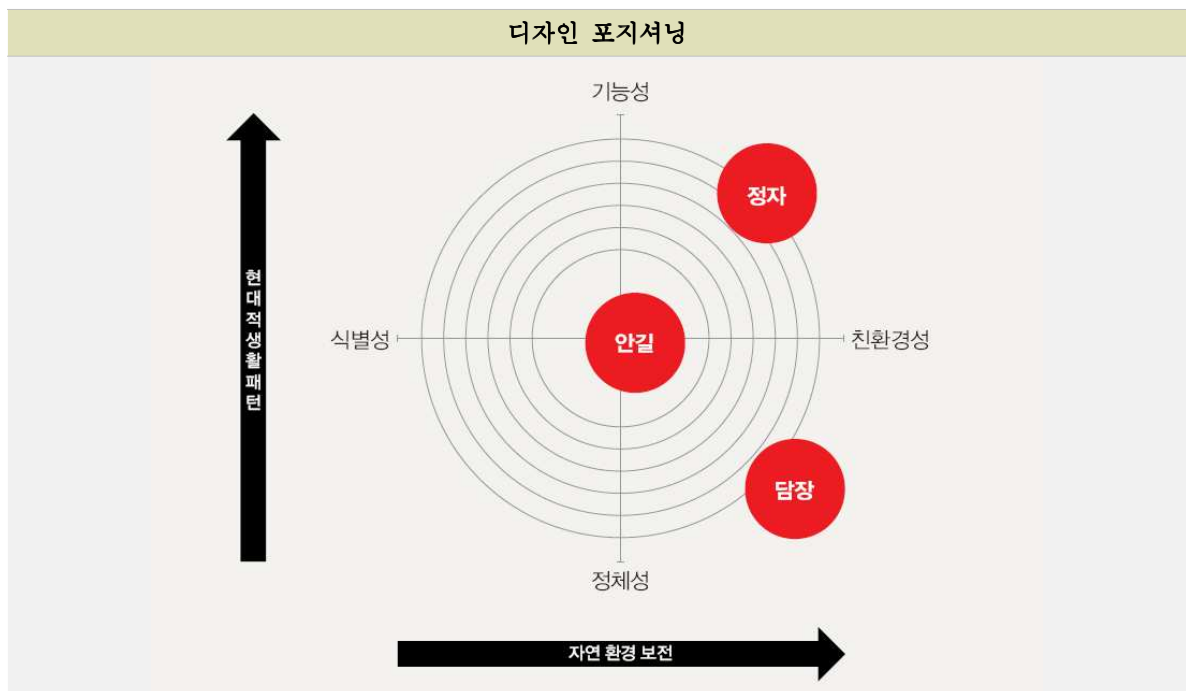 디자인 포지셔닝
기능성
정자
현대적생활패턴
식별성
안길
친환경성
담장
정체성
자연 환경 보전